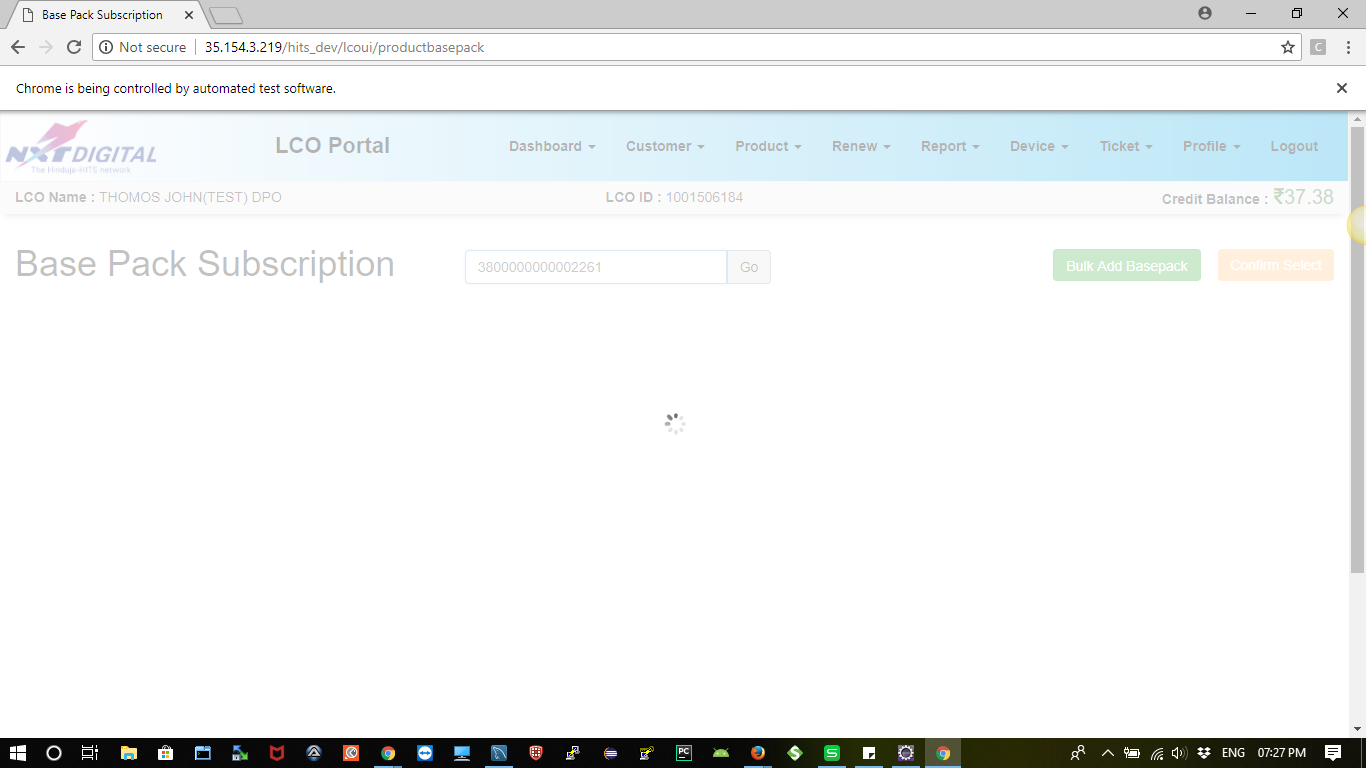 Base Pack Subscription
Not secure
35.154.3.219/hits_dev/lcoui/productbasepack
C
Chrome is being controlled by automated test software.
NXTDIGITAL
The Hinduja-HITS network
LCO Portal
Dashboard
Customer
Product
Renew
Report
Device
Ticket
Profile
Logout
LCO Name : THOMOS JOHN(TEST) DPO
LCO ID : 1001506184
Credit Balance : ₹37.38
Base Pack Subscription
3800000000002261
Go
Bulk Add Basepack
Confirm Select
PC
S
S
ENG
07:27 PM